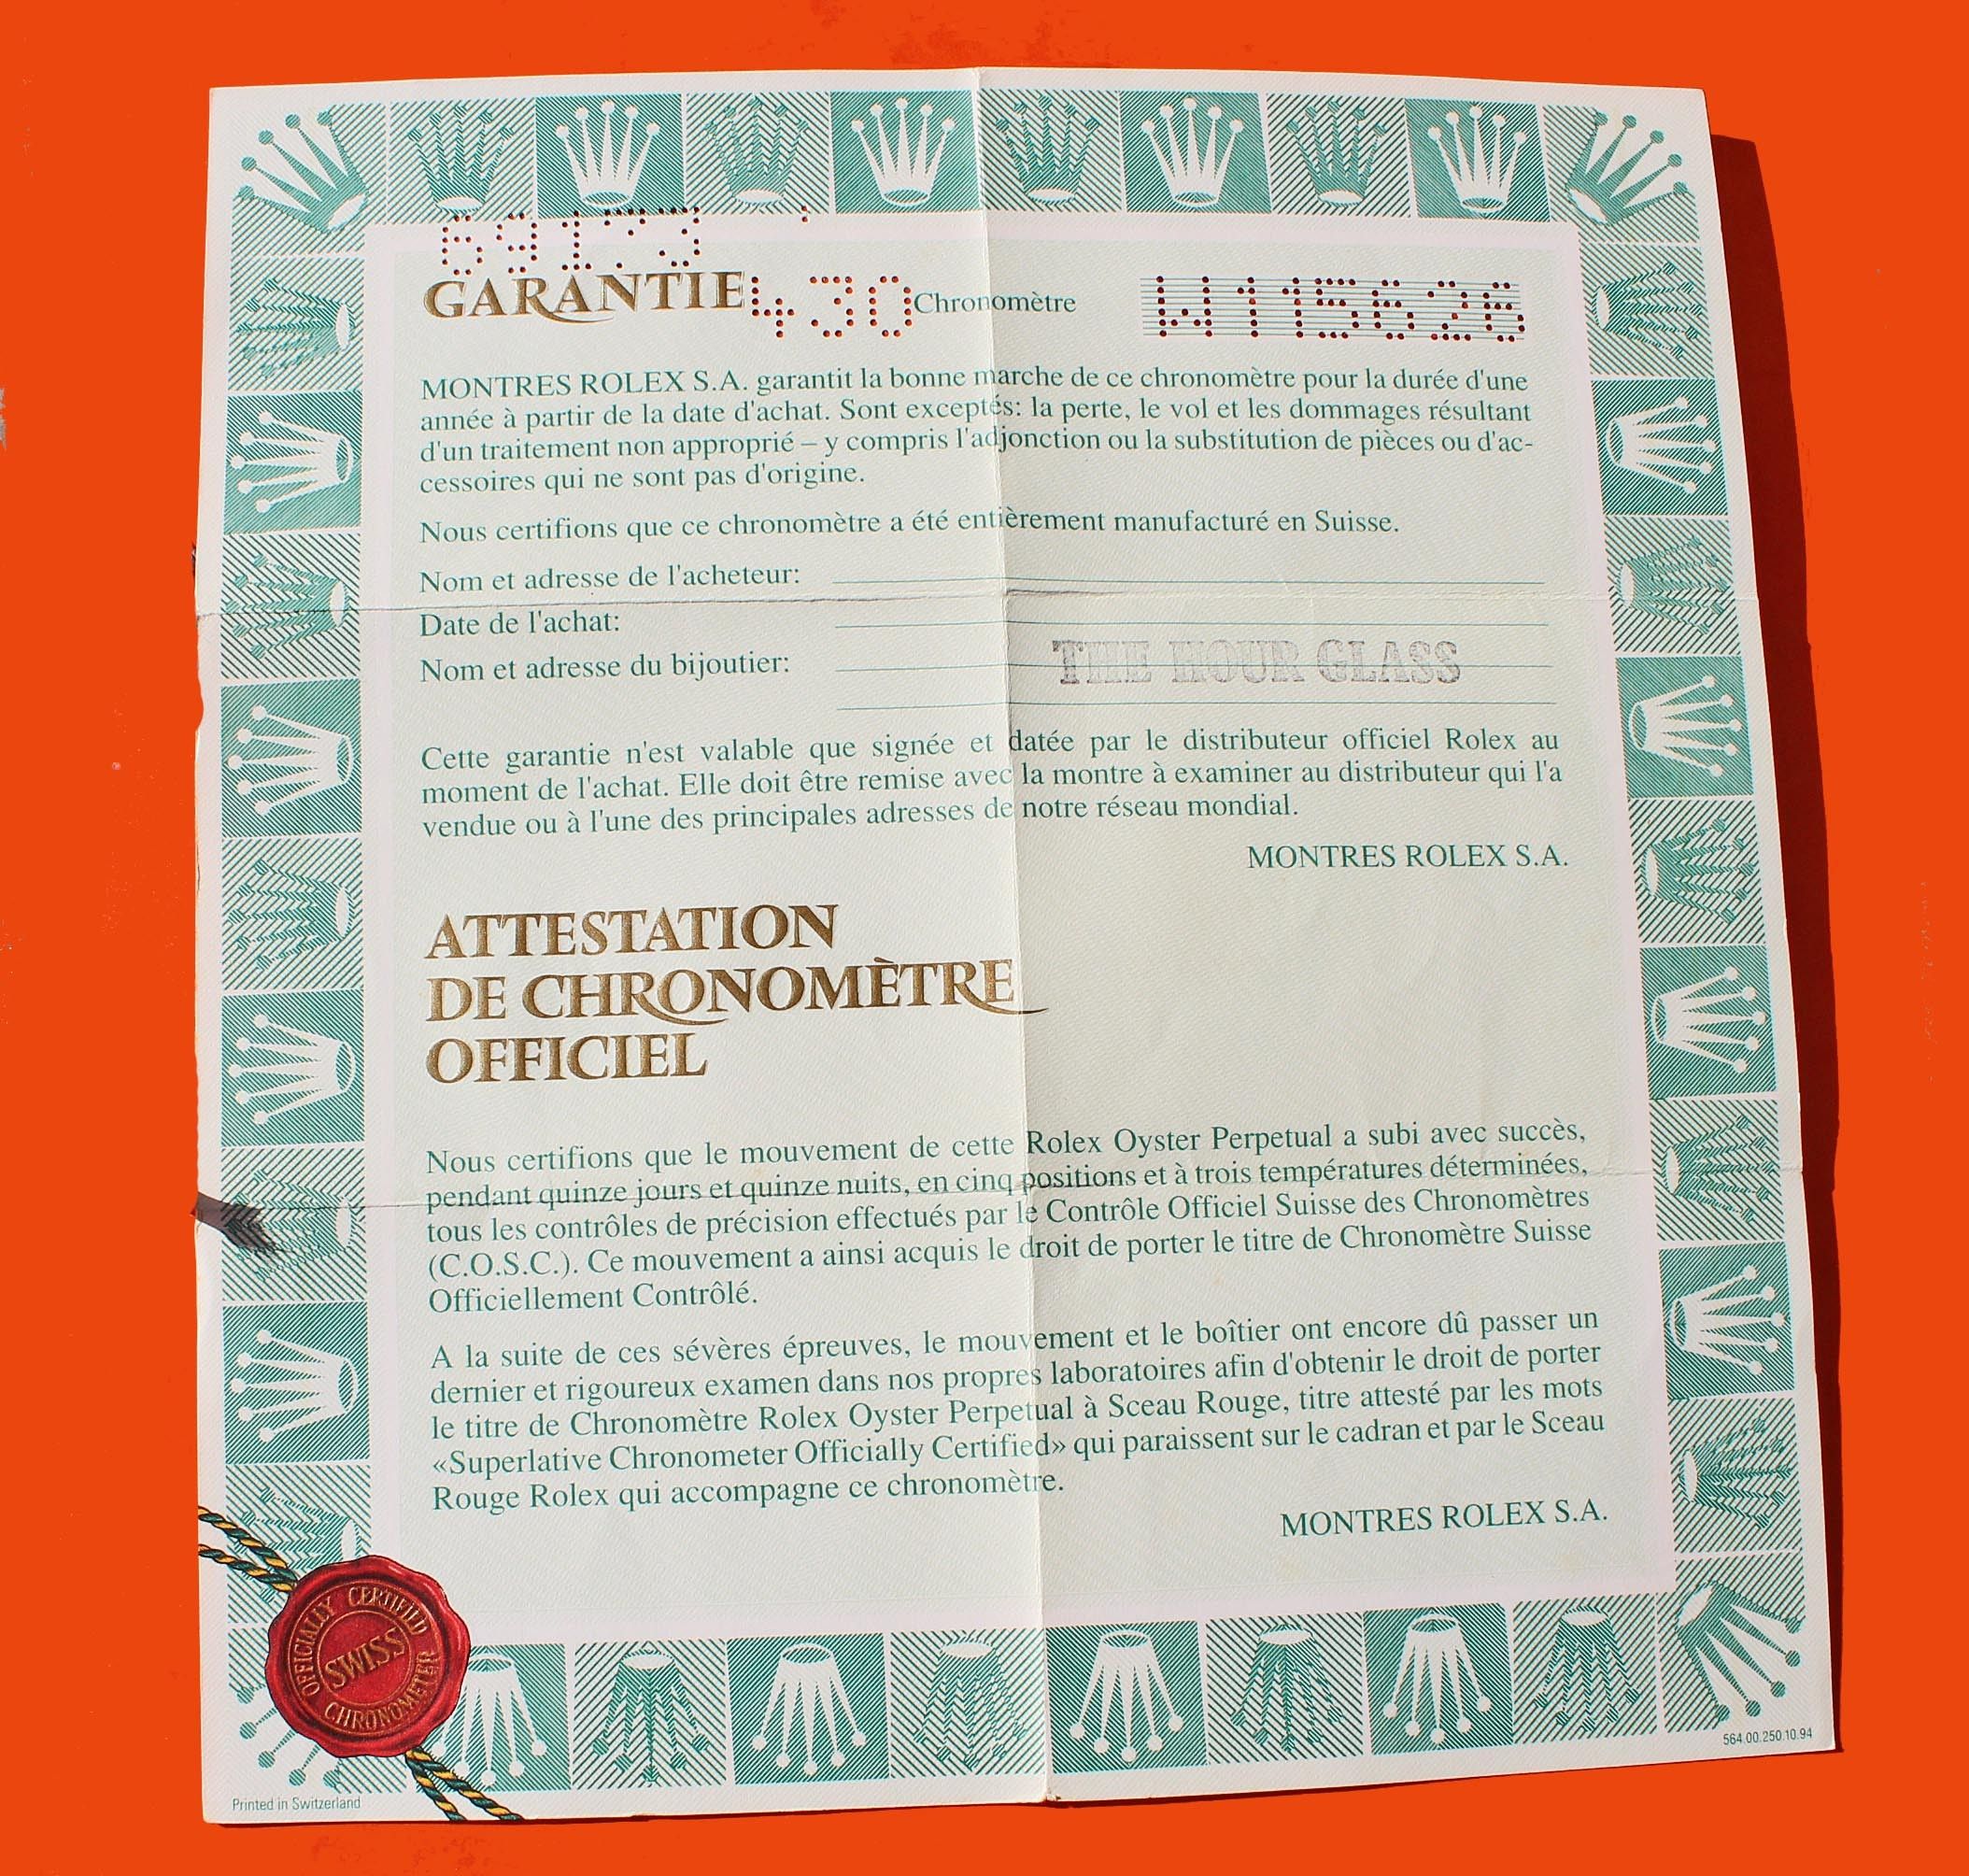 69173
GARANTIE 430 Chronomètre W115626
MONTRES ROLEX S.A. garantit la bonne marche de ce chronomètre pour la durée d'une
année à partir de la date d'achat. Sont exceptés: la perte, le vol et les dommages résultant
d'un traitement non approprié – y compris l'adjonction ou la substitution de pièces ou d'ac-
cessoires qui ne sont pas d'origine.
Nous certifions que ce chronomètre a été entièrement manufacturé en Suisse.
Nom et adresse de l'acheteur:
Date de l'achat:
Nom et adresse du bijoutier: THE HOUR GLASS
Cette garantie n'est valable que signée et datée par le distributeur officiel Rolex au
moment de l'achat. Elle doit être remise avec la montre à examiner au distributeur qui l'a
vendue ou à l'une des principales adresses de notre réseau mondial.
MONTRES ROLEX S.A.
ATTESTATION
DE CHRONOMÈTRE
OFFICIEL
Nous certifions que le mouvement de cette Rolex Oyster Perpetual a subi avec succès,
pendant quinze jours et quinze nuits, en cinq positions et à trois températures déterminées,
tous les contrôles de précision effectués par le Contrôle Officiel Suisse des Chronomètres
(C.O.S.C.). Ce mouvement a ainsi acquis le droit de porter le titre de Chronomètre Suisse
Officiellement Contrôlé.
A la suite de ces sévères épreuves, le mouvement et le boîtier ont encore dû passer un
dernier et rigoureux examen dans nos propres laboratoires afin d'obtenir le droit de porter
le titre de Chronomètre Rolex Oyster Perpetual à Sceau Rouge, titre attesté par les mots
«Superlative Chronometer Officially Certified» qui paraissent sur le cadran et par le Sceau
Rouge Rolex qui accompagne ce chronomètre.
MONTRES ROLEX S.A.
OFFICIALLY CERTIFIED
SWISS
CHRONOMETER
564.00.250.10.94
Printed in Switzerland